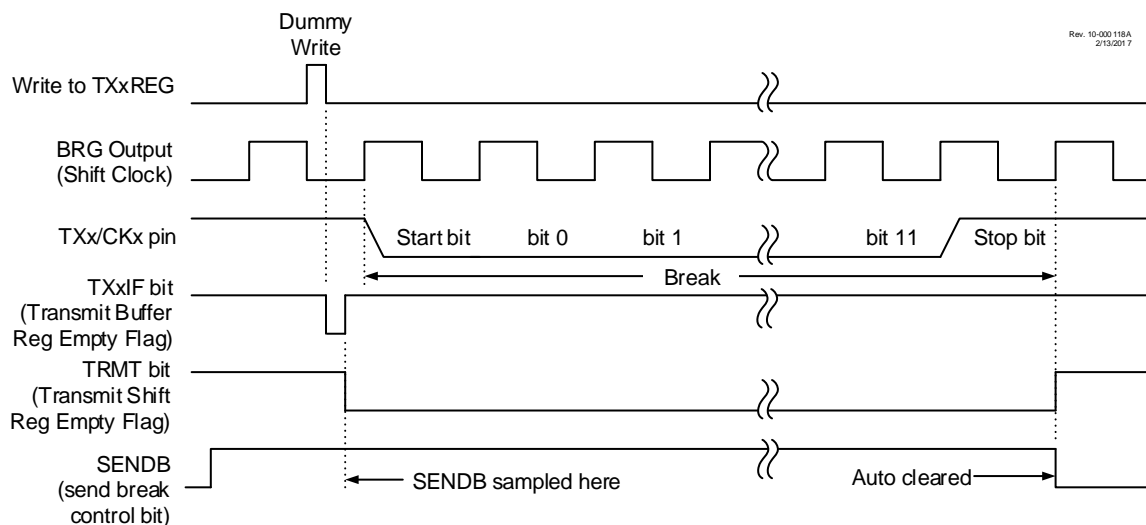 Dummy
Write
Rev. 10-000 118A
2/13/201 7
Write to TXxREG
BRG Output
(Shift Clock)
TXx/CKx pin
Start bit
bit 0
bit 1
bit 11
Stop bit
Break
TXxIF bit
(Transmit Buffer
Reg Empty Flag)
TRMT bit
(Transmit Shift
Reg Empty Flag)
SENDB
(send break
control bit)
SENDB sampled here
Auto cleared